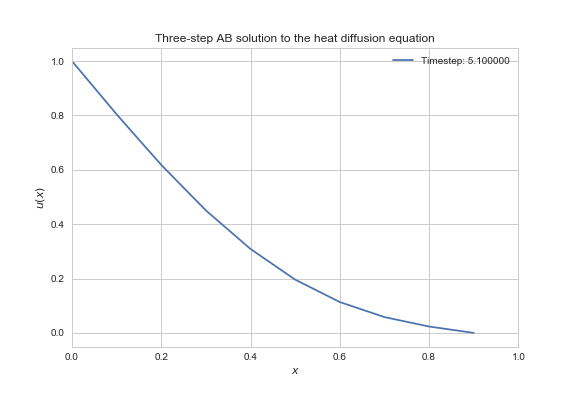 Three-step AB solution to the heat diffusion equation
Timestep: 5.100000
1.0
0.8
0.6
0.4
0.2
0.0
u(x)
0.0 0.2 0.4 0.6 0.8 1.0
x